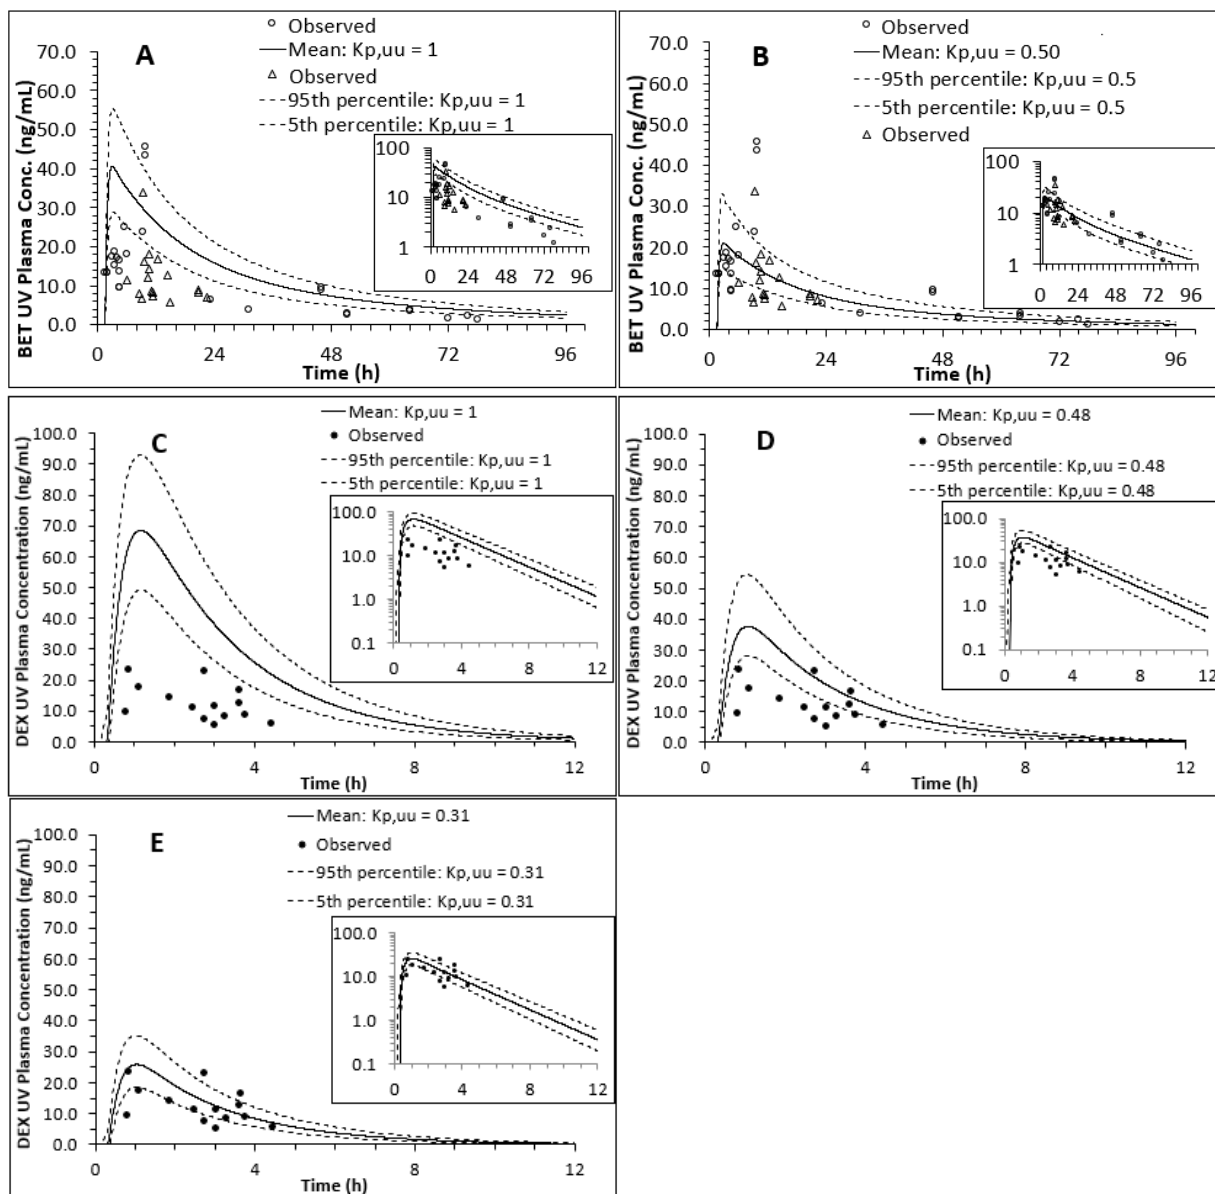 A
Observed
Mean: Kp,uu = 1
Observed
95th percentile: Kp,uu = 1
5th percentile: Kp,uu = 1
BET UV Plasma Conc. (ng/mL)
70.0
60.0
50.0
40.0
30.0
20.0
10.0
0.0
0 24 48 72 96
Time (h)
100
10
1
0 24 48 72 96
B
Observed
Mean: Kp,uu = 0.50
95th percentile: Kp,uu = 0.5
5th percentile: Kp,uu = 0.5
Observed
BET UV Plasma Conc. (ng/mL)
70.0
60.0
50.0
40.0
30.0
20.0
10.0
0.0
0 24 48 72 96
Time (h)
100
10
1
0 24 48 72 96
C
Mean: Kp,uu = 1
Observed
95th percentile: Kp,uu = 1
5th percentile: Kp,uu = 1
DEX UV Plasma Concentration (ng/mL)
100.0
90.0
80.0
70.0
60.0
50.0
40.0
30.0
20.0
10.0
0.0
0 4 8 12
Time (h)
100.0
10.0
1.0
0.1
0 4 8 12
D
Mean: Kp,uu = 0.48
Observed
95th percentile: Kp,uu = 0.48
5th percentile: Kp,uu = 0.48
DEX UV Plasma Concentration (ng/mL)
100.0
90.0
80.0
70.0
60.0
50.0
40.0
30.0
20.0
10.0
0.0
0 4 8 12
Time (h)
100.0
10.0
1.0
0.1
0 4 8 12
E
Mean: Kp,uu = 0.31
Observed
95th percentile: Kp,uu = 0.31
5th percentile: Kp,uu = 0.31
DEX UV Plasma Concentration (ng/mL)
100.0
90.0
80.0
70.0
60.0
50.0
40.0
30.0
20.0
10.0
0.0
0 4 8 12
Time (h)
100.0
10.0
1.0
0.1
0 4 8 12